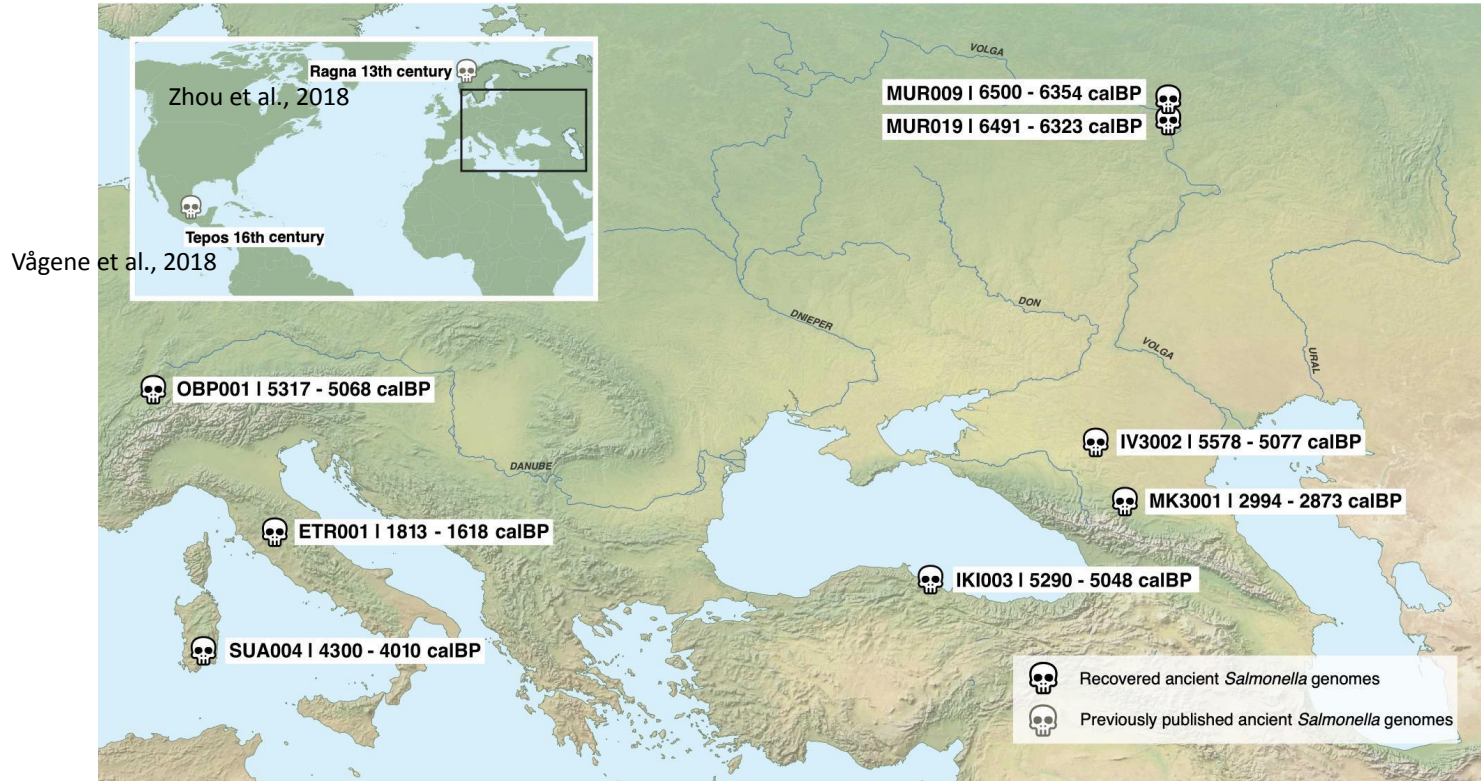 Ragna 13th century
Zhou et al., 2018
Tepos 16th century
Vågene et al., 2018
VOLGA
MUR009 | 6500 - 6354 calBP
MUR019 | 6491 - 6323 calBP
DON
DNIEPER
VOLGA
URAL
OBP001 | 5317 - 5068 calBP
IV3002 | 5578 - 5077 calBP
DANUBE
MK3001 | 2994 - 2873 calBP
ETR001 | 1813 - 1618 calBP
IKI003 | 5290 - 5048 calBP
SUA004 | 4300 - 4010 calBP
Recovered ancient Salmonella genomes
Previously published ancient Salmonella genomes